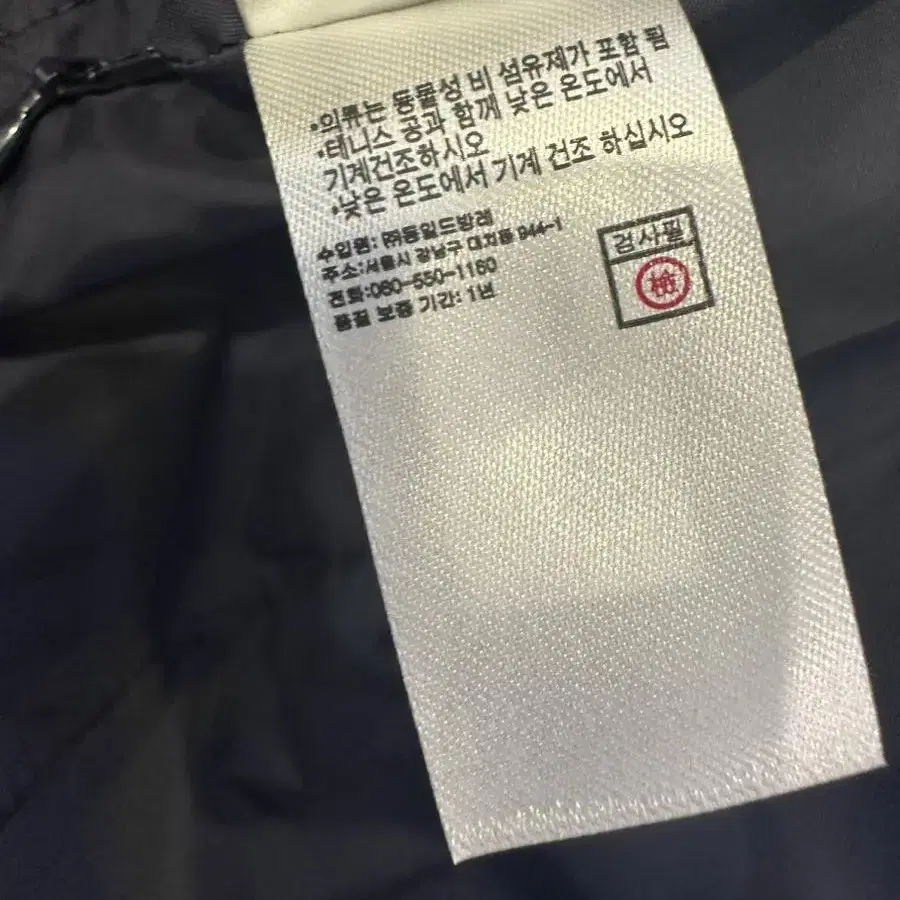 •의류는 동물성 비 섬유제가 포함 됨
•테니스 공과 함께 낮은 온도에서
기계건조하시오
•낮은 온도에서 기계 건조 하십시오
수입원: ㈜동일드방레
주소:서울시 강남구 대치동 944-1
전화:080-550-1160
품질 보증 기간: 1년
검사필
檢